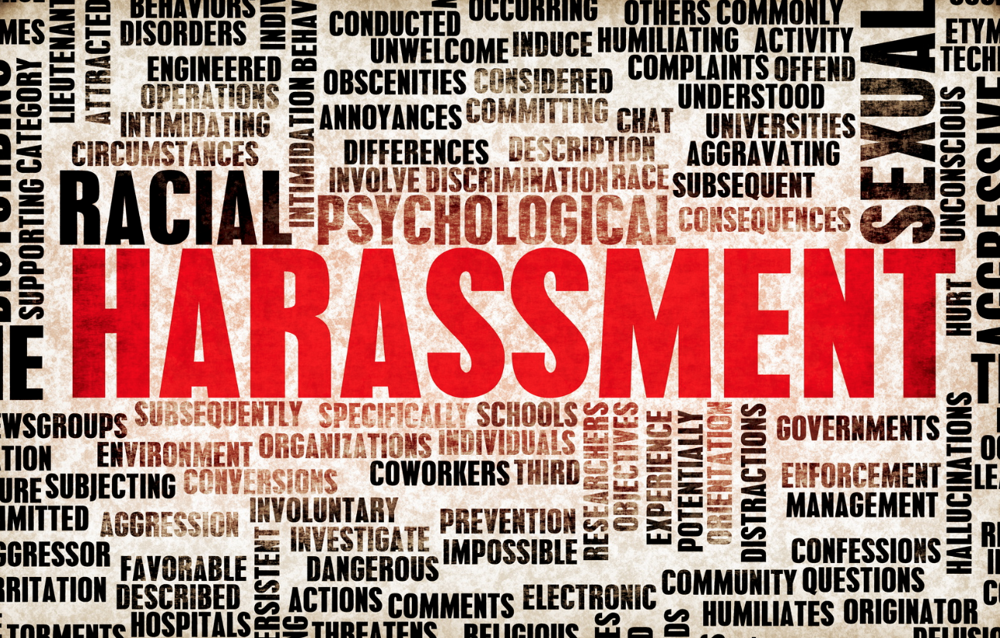 BEHAVIORS
DISORDERS
ENGINEERED
OPERATIONS
INTIMIDATING
CIRCUMSTANCES
LIEUTENANT
ATTRACTED
SUPPORTING CATEGORY
INTIMIDATION BEHAV
CONDUCTED
OCCURRING
UNWELCOME
INDUCE
OBSCENITIES
CONSIDERED
ANNOYANCES
COMMITTING
DIFFERENCES
DESCRIPTION
INVOLVE DISCRIMINATION
RACE
CHAT
OTHERS COMMONLY
HUMILIATING ACTIVITY
COMPLAINTS OFFEND
UNDERSTOOD
UNIVERSITIES
AGGRAVATING
SUBSEQUENT
CONSEQUENCES
RACIAL
PSYCHOLOGICAL
SEXUAL
UNCONSCIOUS
HARASSMENT
HURT
SUBSEQUENTLY
SPECIFICALLY
SCHOOLS
EWSGROUPS
ENVIRONMENT
ORGANIZATIONS
INDIVIDUALS
SUBJECTING
CONVERSIONS
COWORKERS
THIRD
AGGRESSION
INVOLUNTARY
INVESTIGATE
PREVENTION
IMPOSSIBLE
DANGEROUS
FAVORABLE
DESCRIBED
HOSPITALS
ACTIONS
COMMENTS
ELECTRONIC
THREATENS
RELIGIOUS
TORMENTS
RRITATION
GGRESSOR
RESEARCHERS
OBJECTIVES
EXPERIENCE
POTENTIALLY
ORIENTATION
DISTRACTIONS
GOVERNMENTS
ENFORCEMENT
MANAGEMENT
HALLUCINATIONS
CONFESSIONS
COMMUNITY
QUESTIONS
HUMILIATES
ORIGINATOR